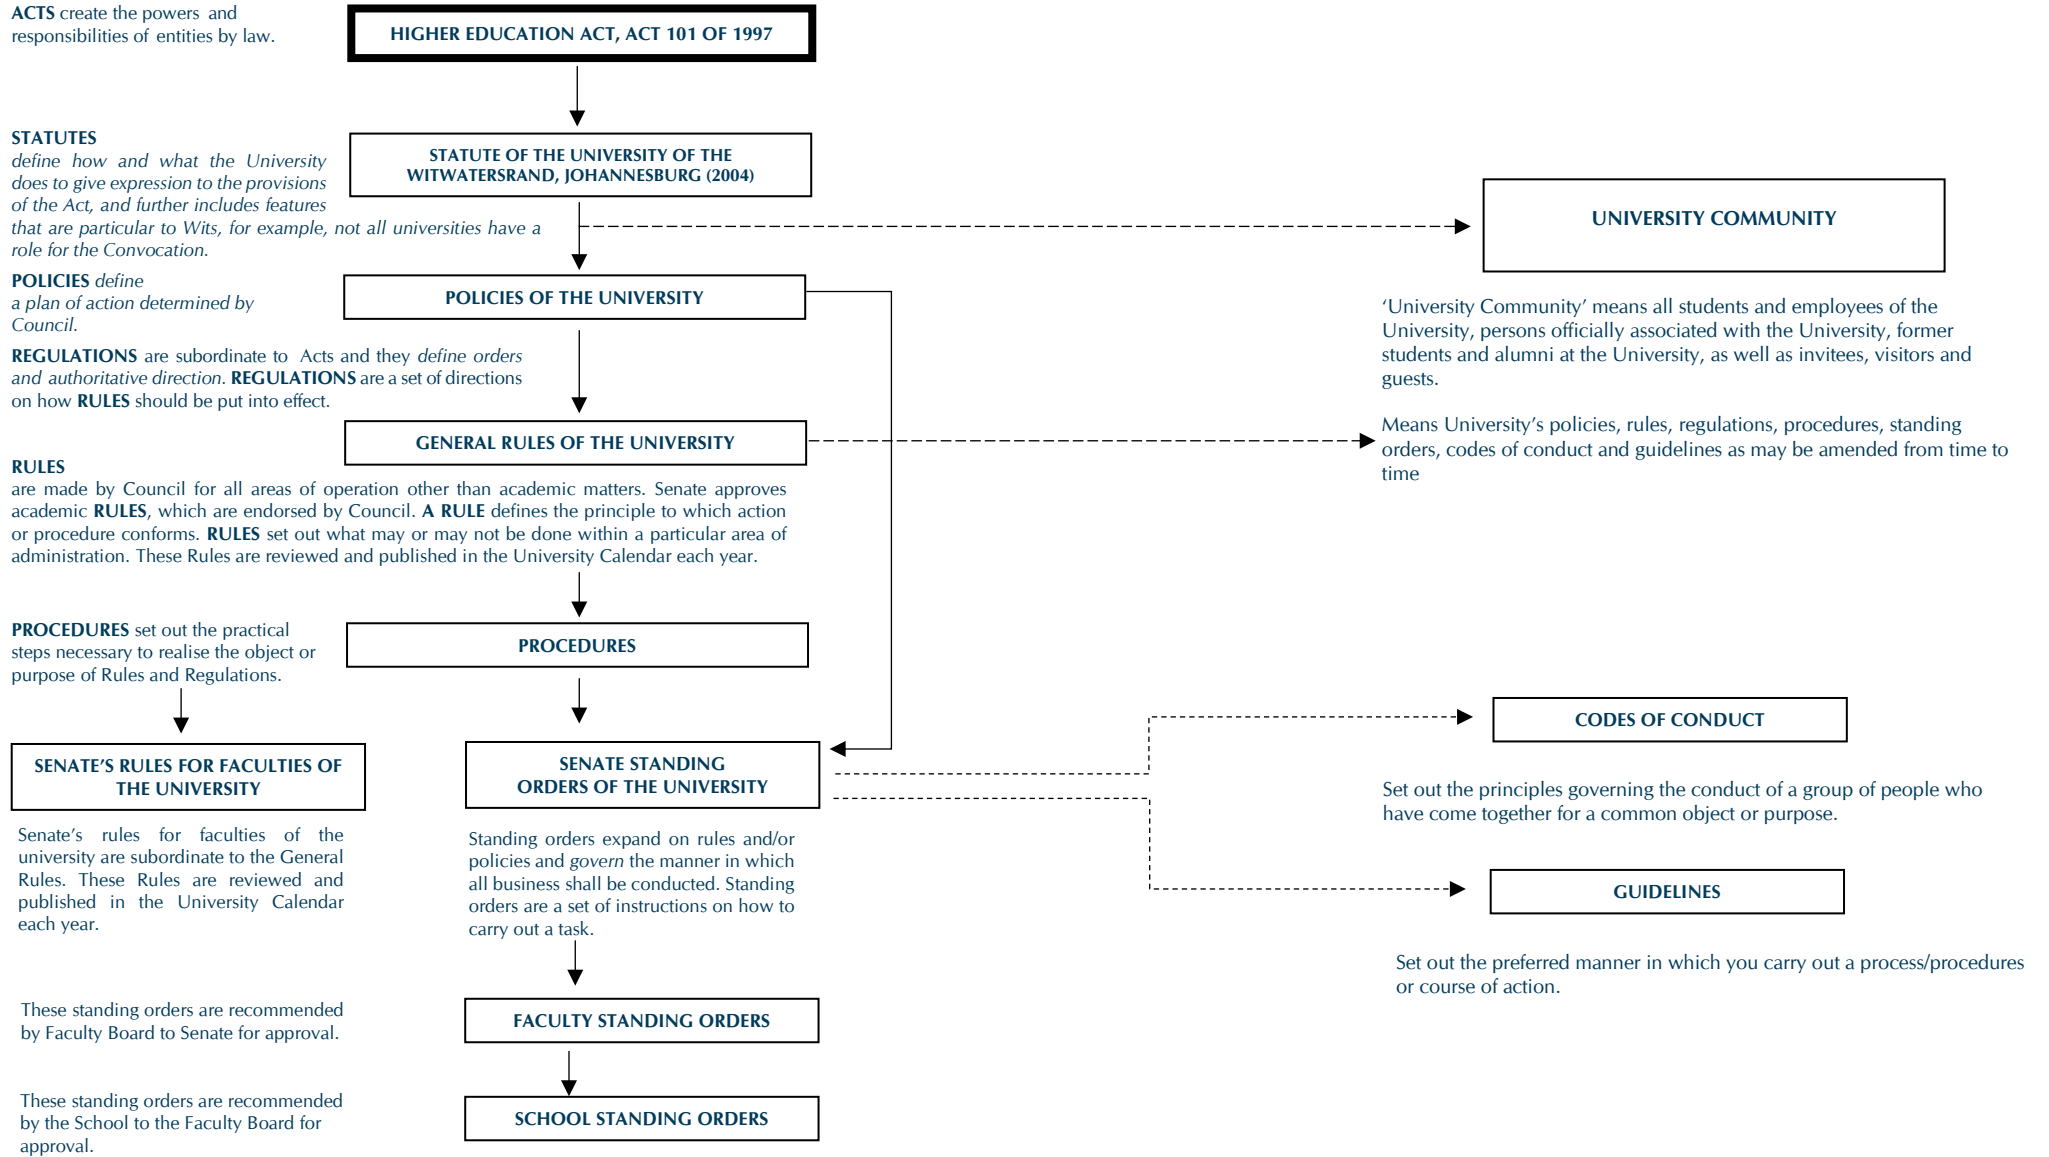 ACTS create the powers and
responsibilities of entities by law.
HIGHER EDUCATION ACT, ACT 101 OF 1997
STATUTES
define how and what the University
does to give expression to the provisions
of the Act, and further includes features
that are particular to Wits, for example, not all universities have a
role for the Convocation.
STATUTE OF THE UNIVERSITY OF THE
WITWATERSRAND, JOHANNESBURG (2004)
UNIVERSITY COMMUNITY
‘University Community’ means all students and employees of the
University, persons officially associated with the University, former
students and alumni at the University, as well as invitees, visitors and
guests.
POLICIES define
a plan of action determined by
Council.
POLICIES OF THE UNIVERSITY
REGULATIONS are subordinate to Acts and they define orders
and authoritative direction. REGULATIONS are a set of directions
on how RULES should be put into effect.
GENERAL RULES OF THE UNIVERSITY
Means University’s policies, rules, regulations, procedures, standing
orders, codes of conduct and guidelines as may be amended from time to
time
RULES
are made by Council for all areas of operation other than academic matters. Senate approves
academic RULES, which are endorsed by Council. A RULE defines the principle to which action
or procedure conforms. RULES set out what may or may not be done within a particular area of
administration. These Rules are reviewed and published in the University Calendar each year.
PROCEDURES set out the practical
steps necessary to realise the object or
purpose of Rules and Regulations.
PROCEDURES
SENATE’S RULES FOR FACULTIES OF
THE UNIVERSITY
Senate’s rules for faculties of the
university are subordinate to the General
Rules. These Rules are reviewed and
published in the University Calendar
each year.
SENATE STANDING
ORDERS OF THE UNIVERSITY
Standing orders expand on rules and/or
policies and govern the manner in which
all business shall be conducted. Standing
orders are a set of instructions on how to
carry out a task.
CODES OF CONDUCT
Set out the principles governing the conduct of a group of people who
have come together for a common object or purpose.
GUIDELINES
Set out the preferred manner in which you carry out a process/procedures
or course of action.
These standing orders are recommended
by Faculty Board to Senate for approval.
FACULTY STANDING ORDERS
These standing orders are recommended
by the School to the Faculty Board for
approval.
SCHOOL STANDING ORDERS